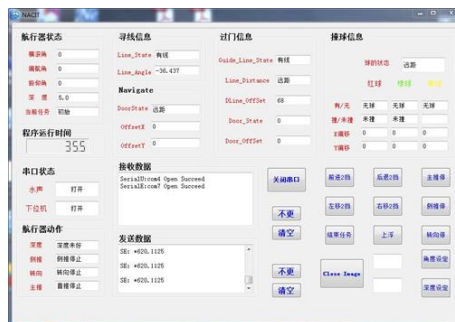 NACIT
航行器状态
横滚角 0
偏航角 0
俯仰角 0
深 度 5.0
当前任务 初始
程序运行时间
355
串口状态
水声 打开
下位机 打开
航行器动作
深度 深度未到
侧推 侧推停止
转向 转向停止
主推 直推停止
寻线信息
Line_State 有线
Line_Angle -36.437
Navigate
DoorState 远距
OffsetX 0
OffsetY 0
过门信息
Guide_Line_State 有线
Line_Distance 远距
DLine_OffSet 68
Door_State 0
Door_OffSet 0
撞球信息
球的状态 远距
红球 绿球
有/无 无球 无球 无球
撞/未撞 未撞 未撞
X偏移 0 0 0
Y偏移 0 0 0
接收数据
SerialU:com4 Open Succeed
SerialE:com7 Open Succeed
关闭串口
不更
清空
发送数据
SE: *620,1125
SE: *620,1125
SE: *620,1125
不更
清空
前进2档 后退2档 主推停
左移2档 右移2档 侧推停
结束任务 上浮 转向停
Close Image
角度设定
深度设定